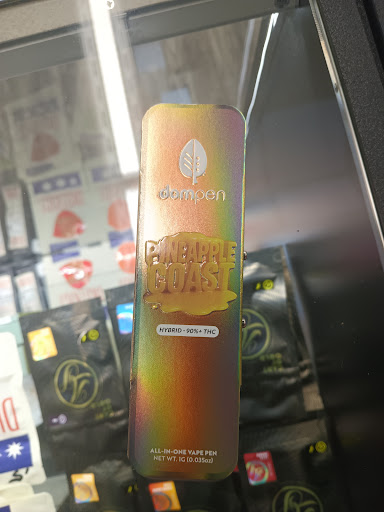 dompen
PINEAPPLE
COAST
HYBRID - 90%+ THC
ALL-IN-ONE VAPE PEN
NET WT. 1G (0.035oz)